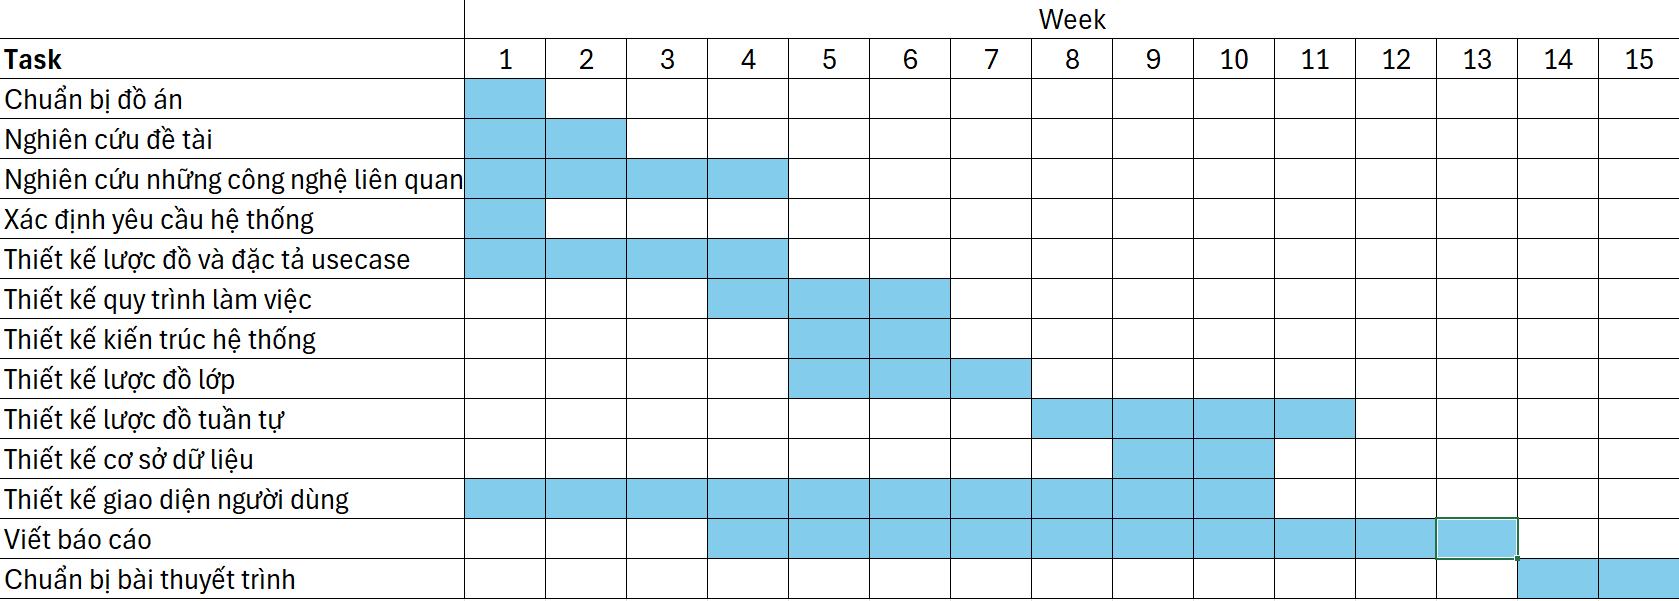 Week
Task 1 2 3 4 5 6 7 8 9 10 11 12 13 14 15
Chuẩn bị đồ án
Nghiên cứu đề tài
Nghiên cứu những công nghệ liên quan
Xác định yêu cầu hệ thống
Thiết kế lược đồ và đặc tả usecase
Thiết kế quy trình làm việc
Thiết kế kiến trúc hệ thống
Thiết kế lược đồ lớp
Thiết kế lược đồ tuần tự
Thiết kế cơ sở dữ liệu
Thiết kế giao diện người dùng
Viết báo cáo
Chuẩn bị bài thuyết trình